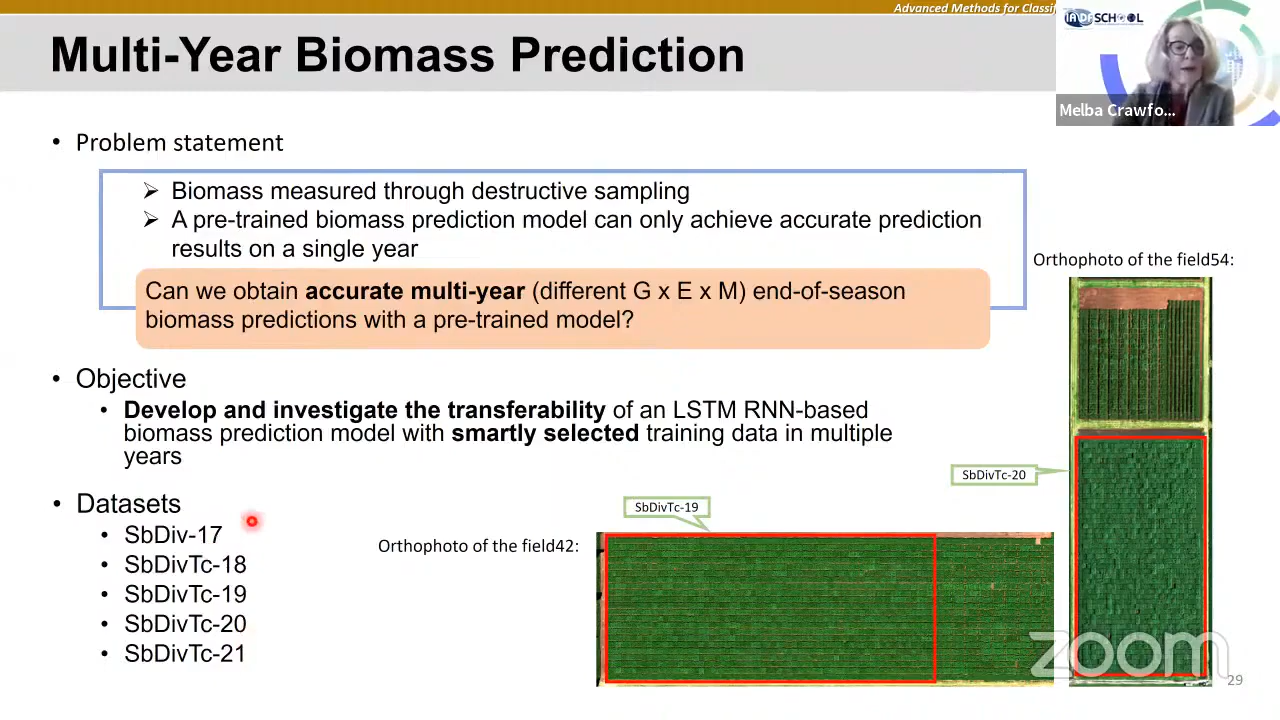 Advanced Methods for Classif
IADF SCHOOL
Multi-Year Biomass Prediction
Melba Crawfo...
• Problem statement
➢ Biomass measured through destructive sampling
➢ A pre-trained biomass prediction model can only achieve accurate prediction
results on a single year
Can we obtain accurate multi-year (different G x E x M) end-of-season
biomass predictions with a pre-trained model?
Orthophoto of the field54:
• Objective
• Develop and investigate the transferability of an LSTM RNN-based
biomass prediction model with smartly selected training data in multiple
years
SbDivTc-20
• Datasets
SbDivTc-19
• SbDiv-17
Orthophoto of the field42:
• SbDivTc-18
• SbDivTc-19
• SbDivTc-20
• SbDivTc-21
zoom
29